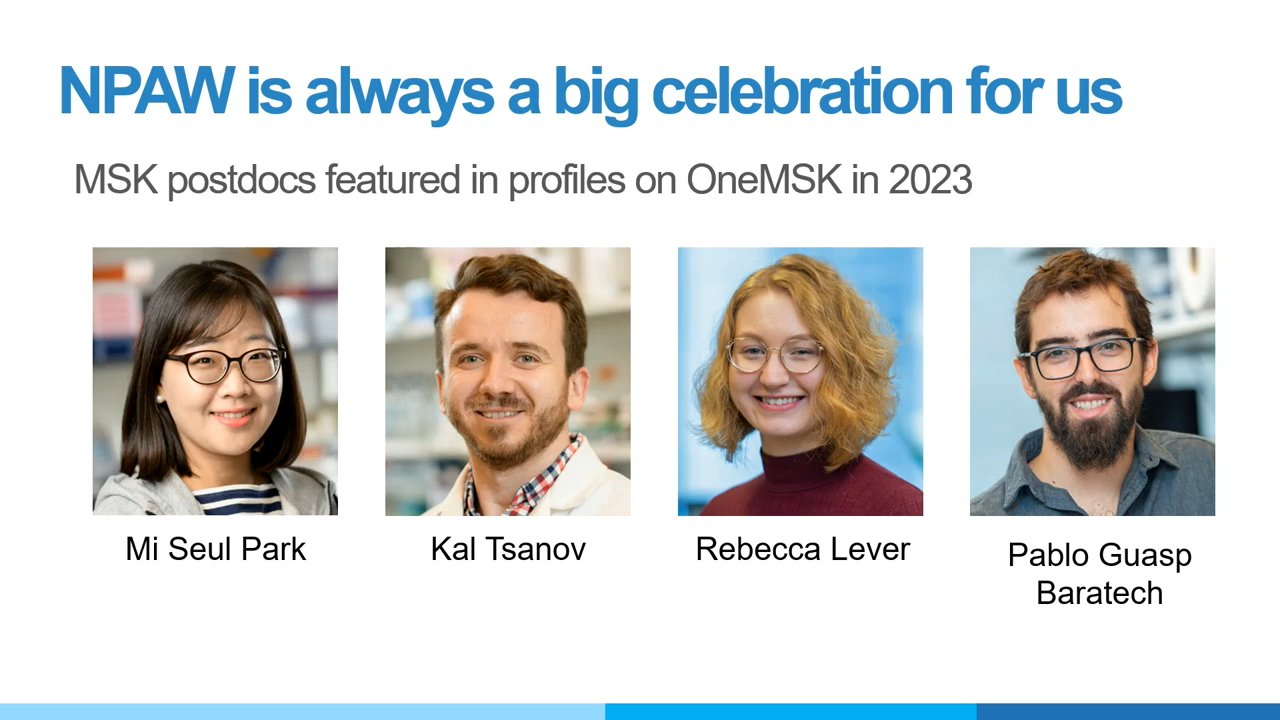 NPAW is always a big celebration for us
MSK postdocs featured in profiles on OneMSK in 2023
Mi Seul Park
Kal Tsanov
Rebecca Lever
Pablo Guasp
Baratech